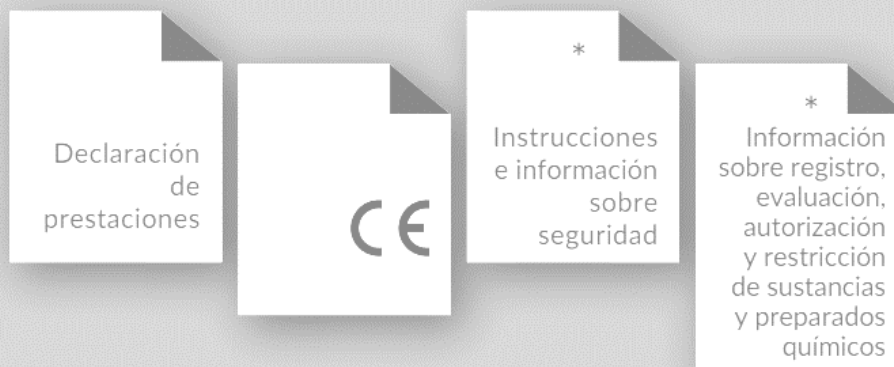 Declaración
de
prestaciones
CE
*
Instrucciones
e información
sobre
seguridad
*
Información
sobre registro,
evaluación,
autorización
y restricción
de sustancias
y preparados
químicos